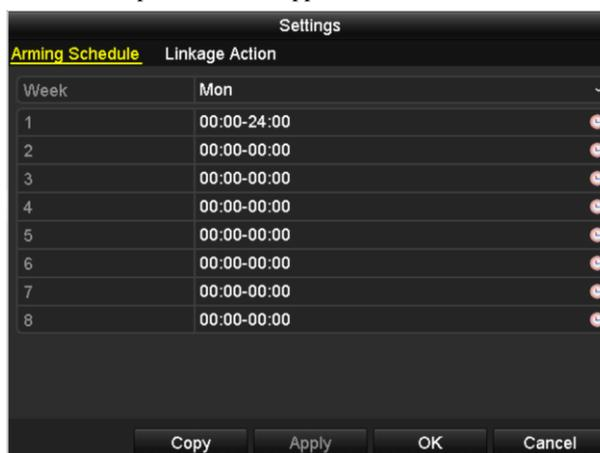 Settings
Arming Schedule Linkage Action
Week Mon
1 00:00-24:00
2 00:00-00:00
3 00:00-00:00
4 00:00-00:00
5 00:00-00:00
6 00:00-00:00
7 00:00-00:00
8 00:00-00:00
Copy Apply OK Cancel